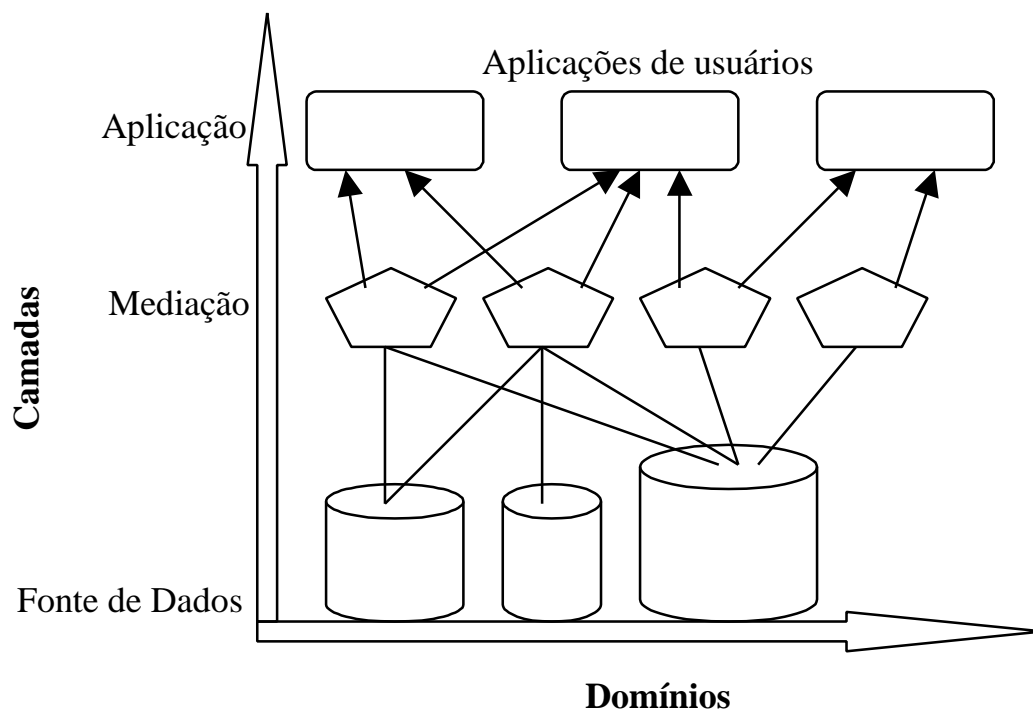 Aplicações de usuários
Aplicação
Mediação
Camadas
Fonte de Dados
Domínios